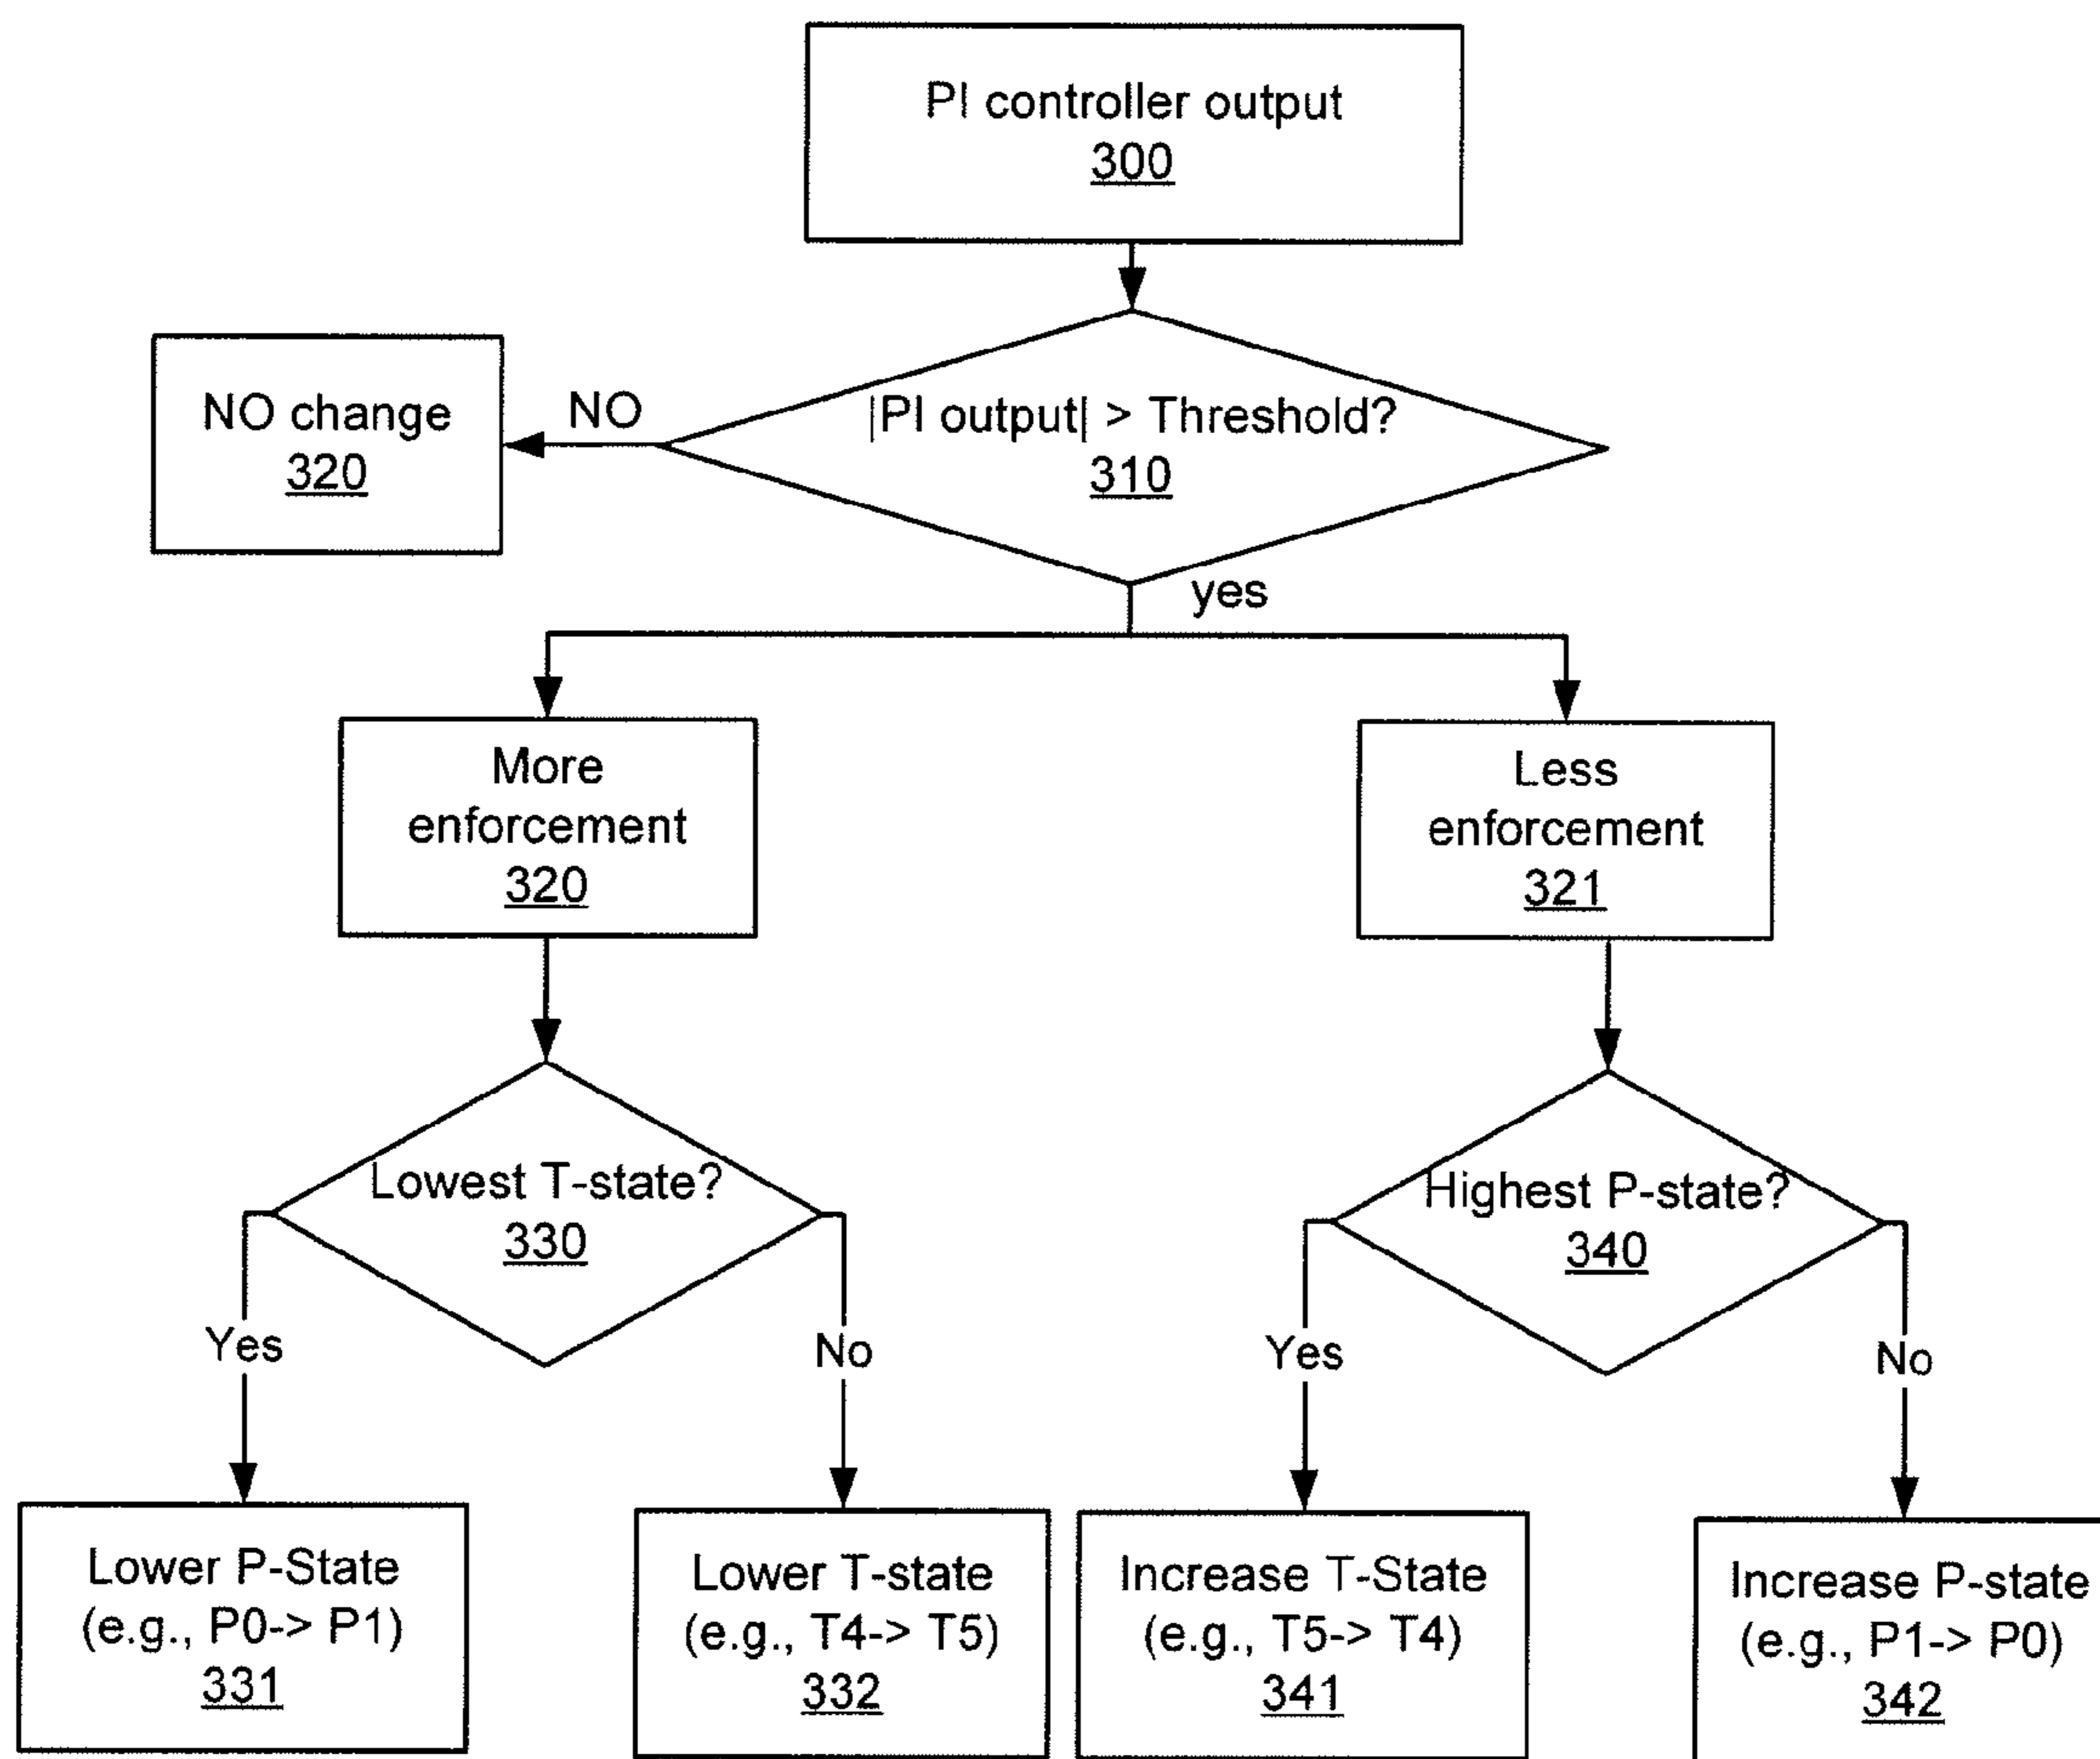 PI controller output
300
|PI output| > Threshold?
310
NO
NO change
320
yes
More
enforcement
320
Less
enforcement
321
Lowest T-state?
330
Highest P-state?
340
Yes
No
Yes
No
Lower P-State
(e.g., P0-> P1)
331
Lower T-state
(e.g., T4-> T5)
332
Increase T-State
(e.g., T5-> T4)
341
Increase P-state
(e.g., P1-> P0)
342